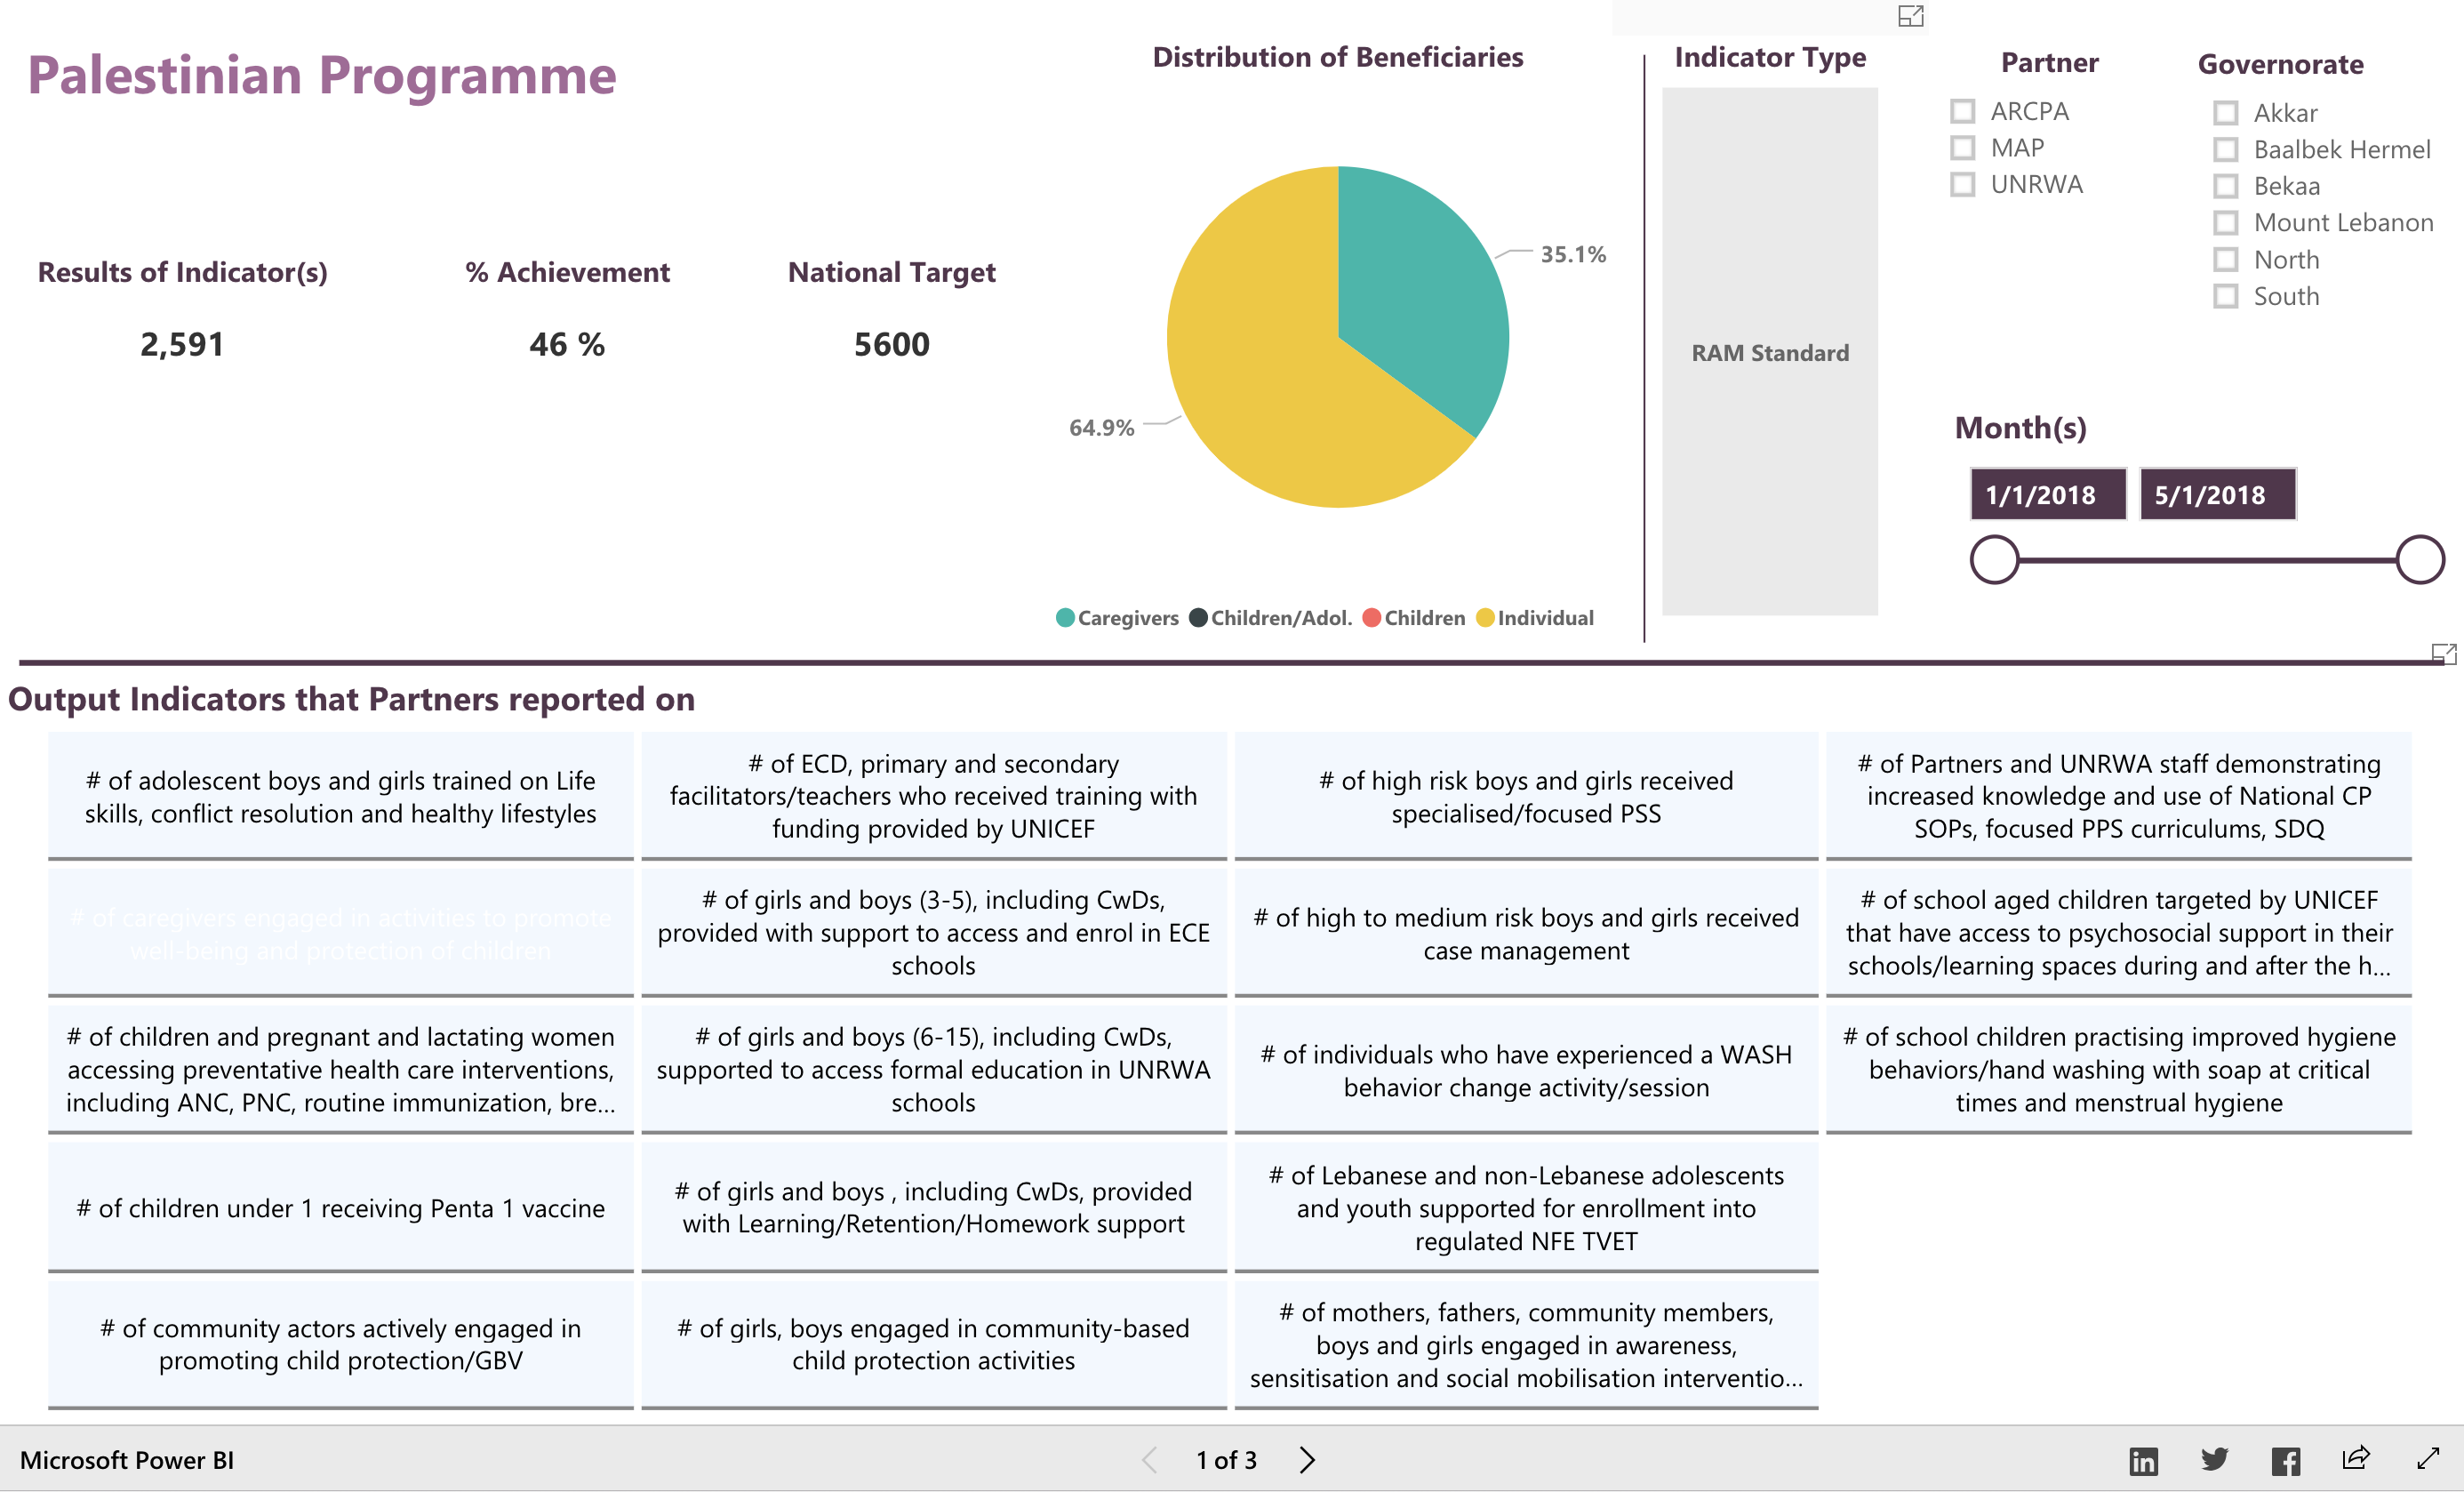 Palestinian Programme
Results of Indicator(s)
2,591
% Achievement
46 %
National Target
5600
Distribution of Beneficiaries
35.1%
64.9%
Caregivers
Children/Adol.
Children
Individual
Indicator Type
RAM Standard
Partner
ARCPA
MAP
UNRWA
Governorate
Akkar
Baalbek Hermel
Bekaa
Mount Lebanon
North
South
Month(s)
1/1/2018
5/1/2018
Output Indicators that Partners reported on
# of adolescent boys and girls trained on Life
skills, conflict resolution and healthy lifestyles
# of ECD, primary and secondary
facilitators/teachers who received training with
funding provided by UNICEF
# of high risk boys and girls received
specialised/focused PSS
# of Partners and UNRWA staff demonstrating
increased knowledge and use of National CP
SOPs, focused PPS curriculums, SDQ
# of caregivers engaged in activities to promote
well-being and protection of children
# of girls and boys (3-5), including CwDs,
provided with support to access and enrol in ECE
schools
# of high to medium risk boys and girls received
case management
# of school aged children targeted by UNICEF
that have access to psychosocial support in their
schools/learning spaces during and after the h...
# of children and pregnant and lactating women
accessing preventative health care interventions,
including ANC, PNC, routine immunization, bre...
# of girls and boys (6-15), including CwDs,
supported to access formal education in UNRWA
schools
# of individuals who have experienced a WASH
behavior change activity/session
# of school children practising improved hygiene
behaviors/hand washing with soap at critical
times and menstrual hygiene
# of children under 1 receiving Penta 1 vaccine
# of girls and boys , including CwDs, provided
with Learning/Retention/Homework support
# of Lebanese and non-Lebanese adolescents
and youth supported for enrollment into
regulated NFE TVET
# of community actors actively engaged in
promoting child protection/GBV
# of girls, boys engaged in community-based
child protection activities
# of mothers, fathers, community members,
boys and girls engaged in awareness,
sensitisation and social mobilisation interventio...
Microsoft Power BI
1 of 3